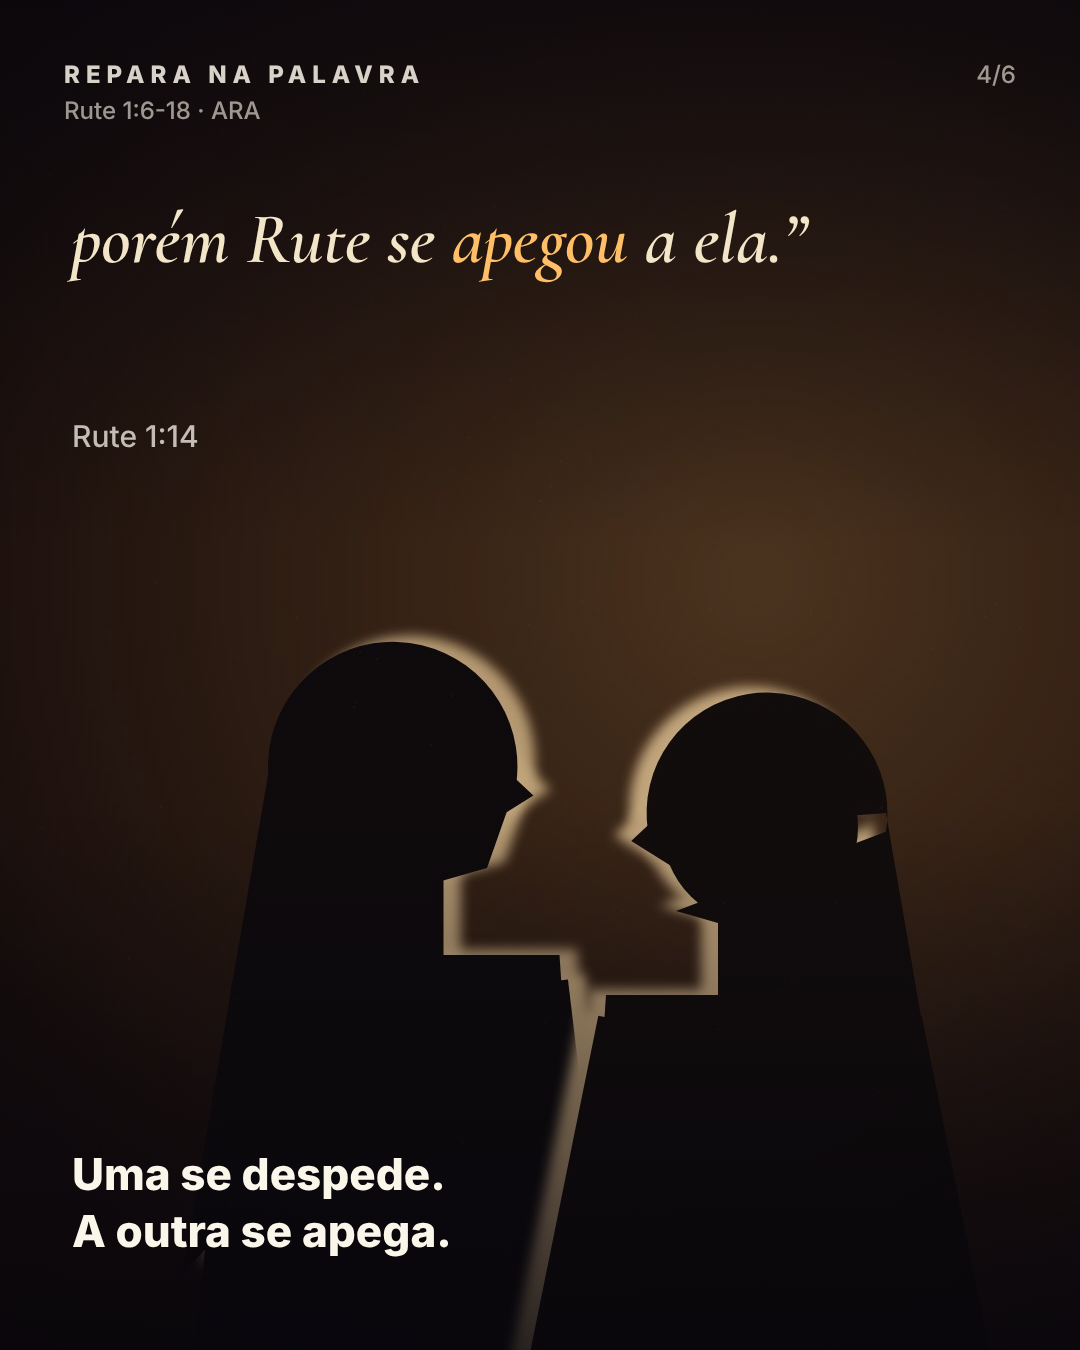 REPARA NA PALAVRA
4/6
Rute 1:6-18 · ARA
porém Rute se apegou a ela.”
Rute 1:14
Uma se despede.
A outra se apega.